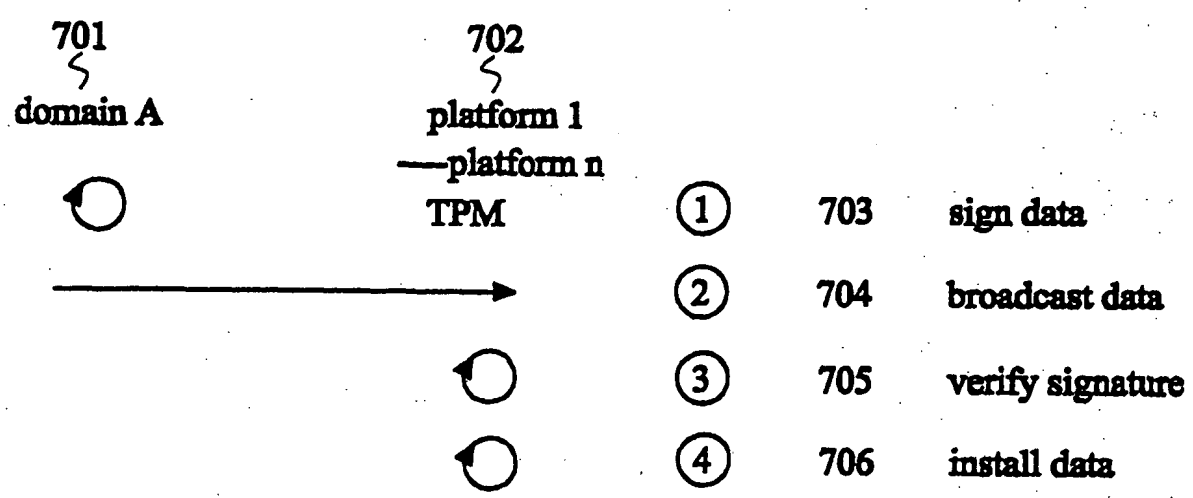 701 702
domain A platform 1
—platform n
TPM 1 703 sign data
2 704 broadcast data
3 705 verify signature
4 706 install data